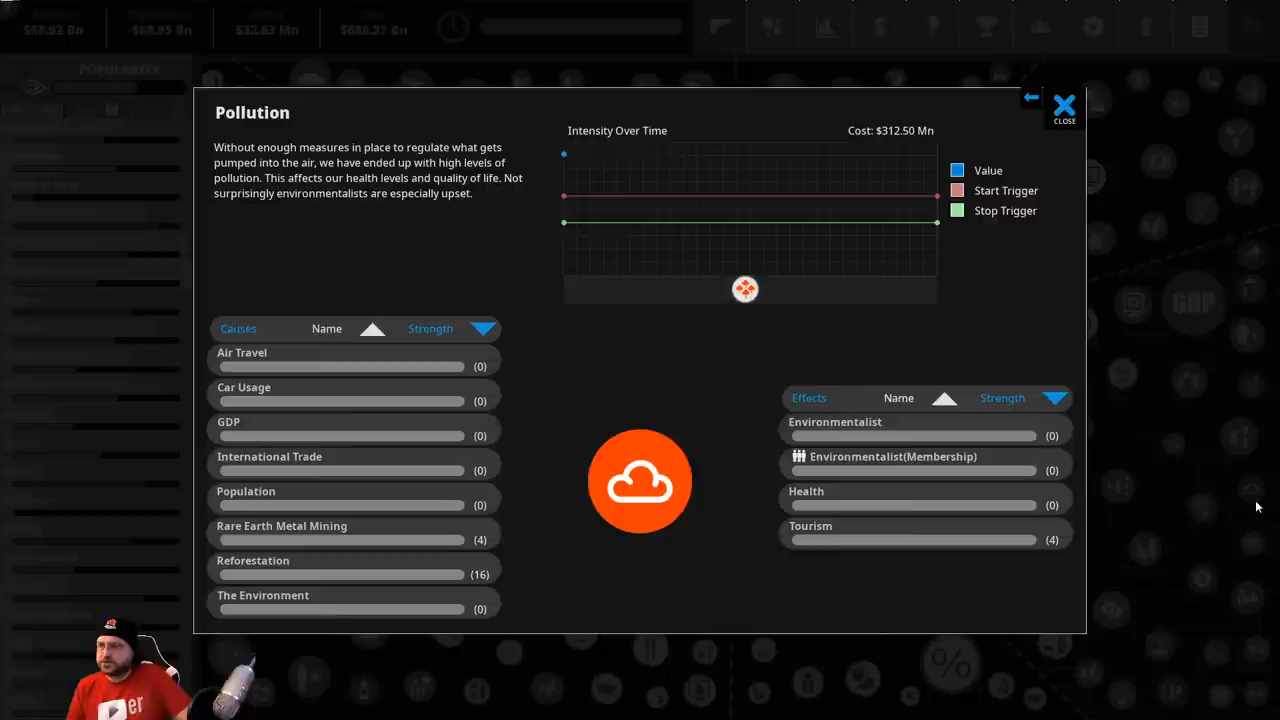 $68.92 Bn
-$68.95 Bn
$32.63 Mn
$686.27 Bn
POPULARITY
Pollution
CLOSE
Without enough measures in place to regulate what gets
pumped into the air, we have ended up with high levels of
pollution. This affects our health levels and quality of life. Not
surprisingly environmentalists are especially upset.
Intensity Over Time
Cost: $312.50 Mn
Value
Start Trigger
Stop Trigger
GDP
Causes Name Strength
Air Travel
(0)
Car Usage
(0)
GDP
(0)
International Trade
(0)
Population
(0)
Rare Earth Metal Mining
(4)
Reforestation
(16)
The Environment
(0)
Effects Name Strength
Environmentalist
(0)
Environmentalist(Membership)
(0)
Health
(0)
Tourism
(4)
%
er